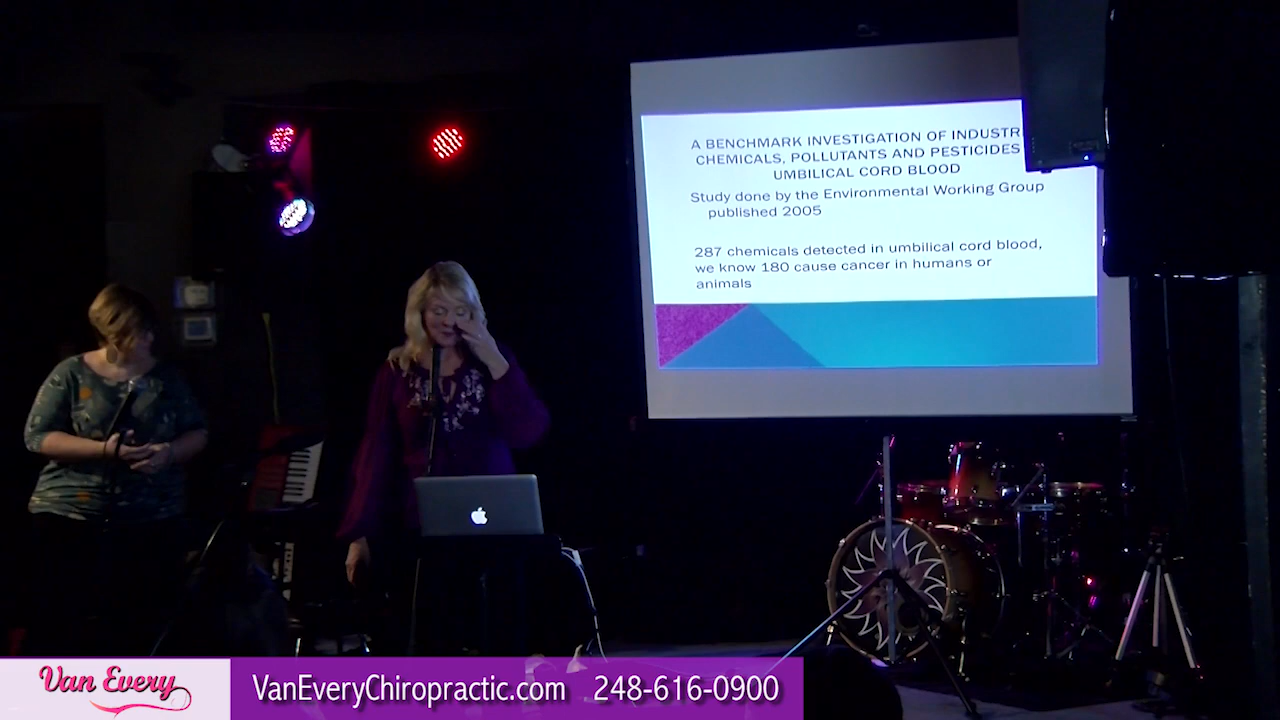 A BENCHMARK INVESTIGATION OF INDUSTR
CHEMICALS, POLLUTANTS AND PESTICIDES
UMBILICAL CORD BLOOD
Study done by the Environmental Working Group
published 2005
287 chemicals detected in umbilical cord blood,
we know 180 cause cancer in humans or
animals
Van Every
VanEveryChiropractic.com 248-616-0900